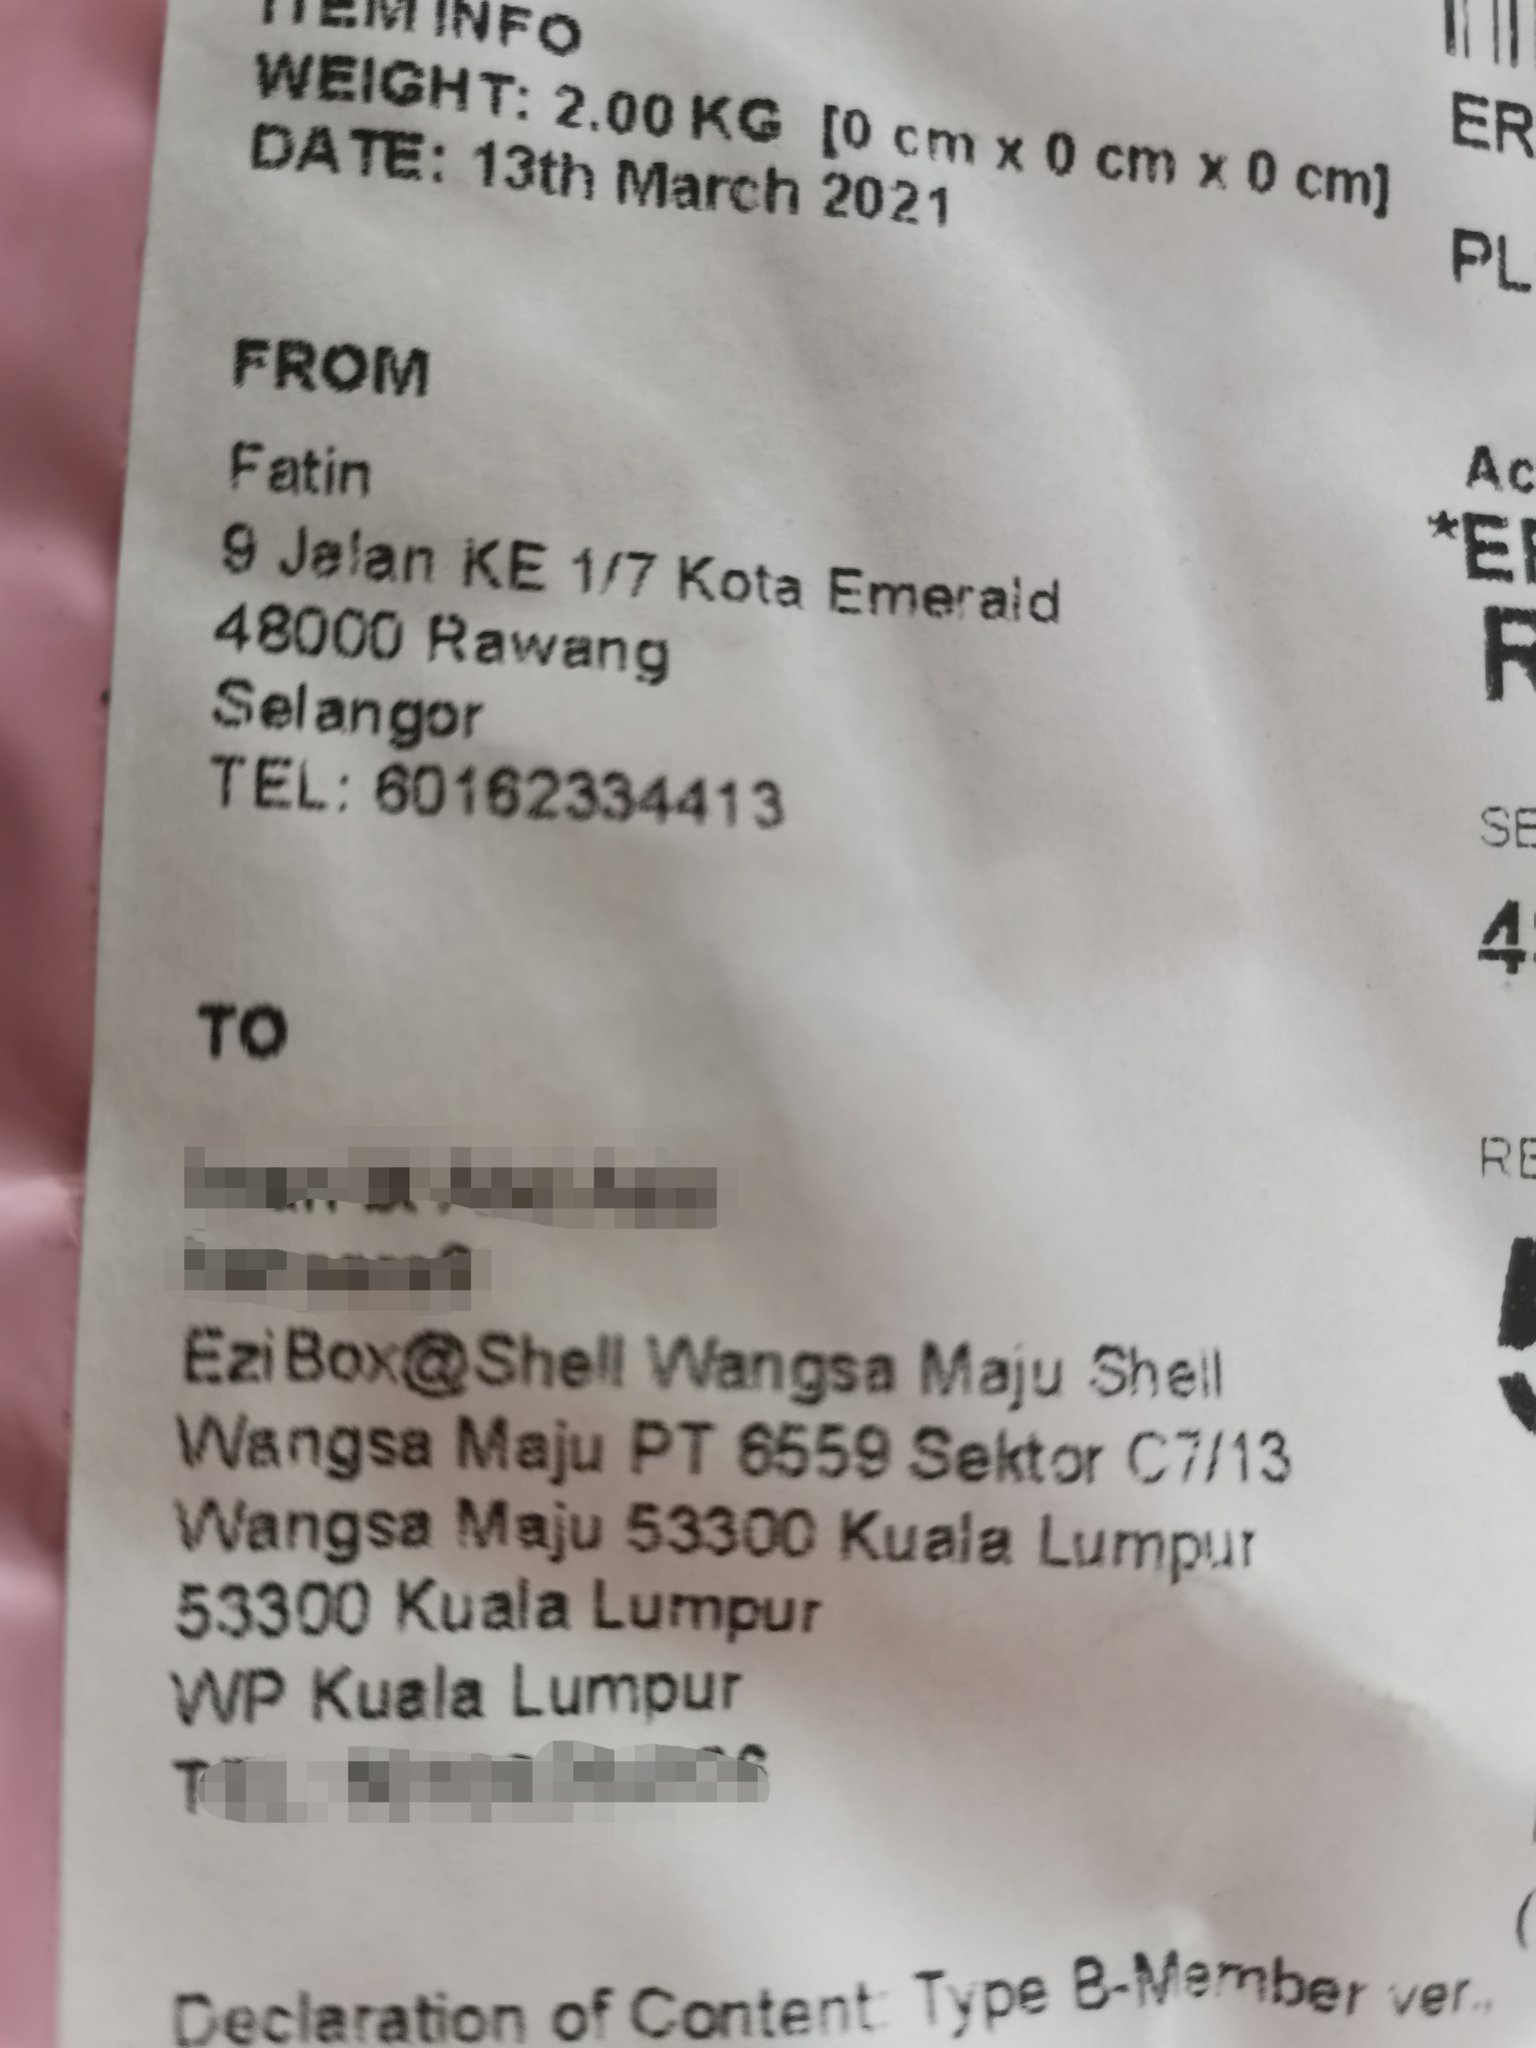 ITEM INFO
WEIGHT: 2.00 KG [0 cm x 0 cm x 0 cm]
DATE: 13th March 2021
ER
PL
FROM
Fatin
9 Jalan KE 1/7 Kota Emerald
48000 Rawang
Selangor
TEL: 60162334413
Ac
*E
R
SE
4
TO
RE
EziBox@Shell Wangsa Maju Shell
Wangsa Maju PT 6559 Sektor C7/13
Wangsa Maju 53300 Kuala Lumpur
53300 Kuala Lumpur
WP Kuala Lumpur
Declaration of Content: Type B-Member ver..